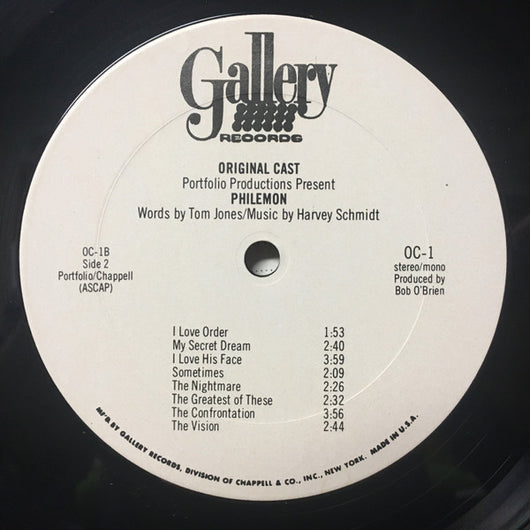 Gallery
RECORDS
ORIGINAL CAST
Portfolio Productions Present
PHILEMON
Words by Tom Jones/Music by Harvey Schmidt
OC-1B
Side 2
Portfolio/Chappell
(ASCAP)
OC-1
stereo/mono
Produced by
Bob O'Brien
I Love Order 1:53
My Secret Dream 2:40
I Love His Face 3:59
Sometimes 2:09
The Nightmare 2:26
The Greatest of These 2:32
The Confrontation 3:56
The Vision 2:44
MF'R BY GALLERY RECORDS, DIVISION OF CHAPPELL & CO., INC., NEW YORK. MADE IN U.S.A.